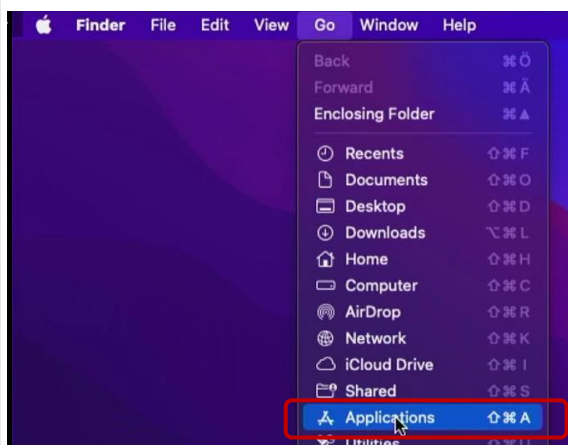 Finder File Edit View Go Window Help
Back ⌘Ö
Forward ⌘Ä
Enclosing Folder ⌘▲
Recents ⇧⌘F
Documents ⇧⌘O
Desktop ⇧⌘D
Downloads ⌥⌘L
Home ⇧⌘H
Computer ⇧⌘C
AirDrop ⇧⌘R
Network ⇧⌘K
iCloud Drive ⇧⌘I
Shared ⇧⌘S
Applications ⇧⌘A
Utilities ⇧⌘U